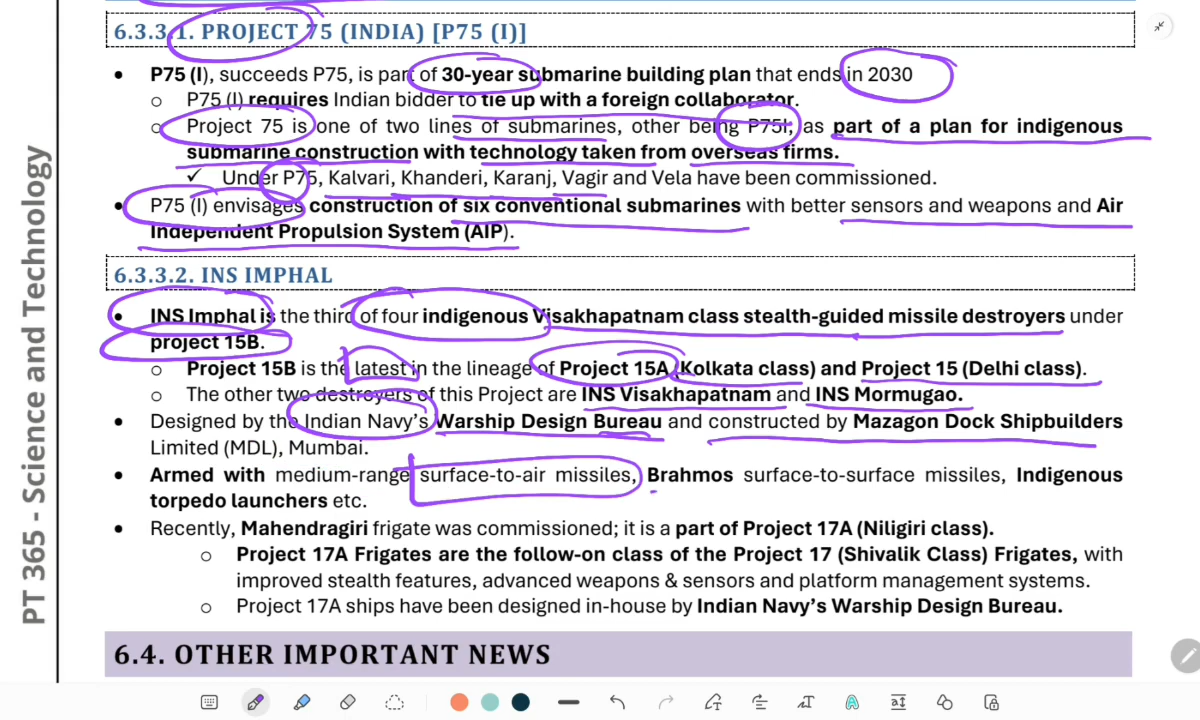 6.3.3.1. PROJECT 75 (INDIA) [P75 (I)]
• P75 (I), succeeds P75, is part of 30-year submarine building plan that ends in 2030
o P75 (I) requires Indian bidder to tie up with a foreign collaborator.
o Project 75 is one of two lines of submarines, other being P75I, as part of a plan for indigenous
submarine construction with technology taken from overseas firms.
✓ Under P75, Kalvari, Khanderi, Karanj, Vagir and Vela have been commissioned.
• P75 (I) envisages construction of six conventional submarines with better sensors and weapons and Air
Independent Propulsion System (AIP).
6.3.3.2. INS IMPHAL
• INS Imphal is the third of four indigenous Visakhapatnam class stealth-guided missile destroyers under
project 15B.
o Project 15B is the latest in the lineage of Project 15A (Kolkata class) and Project 15 (Delhi class).
o The other two destroyers of this Project are INS Visakhapatnam and INS Mormugao.
• Designed by the Indian Navy's Warship Design Bureau and constructed by Mazagon Dock Shipbuilders
Limited (MDL), Mumbai.
• Armed with medium-range surface-to-air missiles, Brahmos surface-to-surface missiles, Indigenous
torpedo launchers etc.
• Recently, Mahendragiri frigate was commissioned; it is a part of Project 17A (Niligiri class).
o Project 17A Frigates are the follow-on class of the Project 17 (Shivalik Class) Frigates, with
improved stealth features, advanced weapons & sensors and platform management systems.
o Project 17A ships have been designed in-house by Indian Navy's Warship Design Bureau.
6.4. OTHER IMPORTANT NEWS
PT 365 - Science and Technology